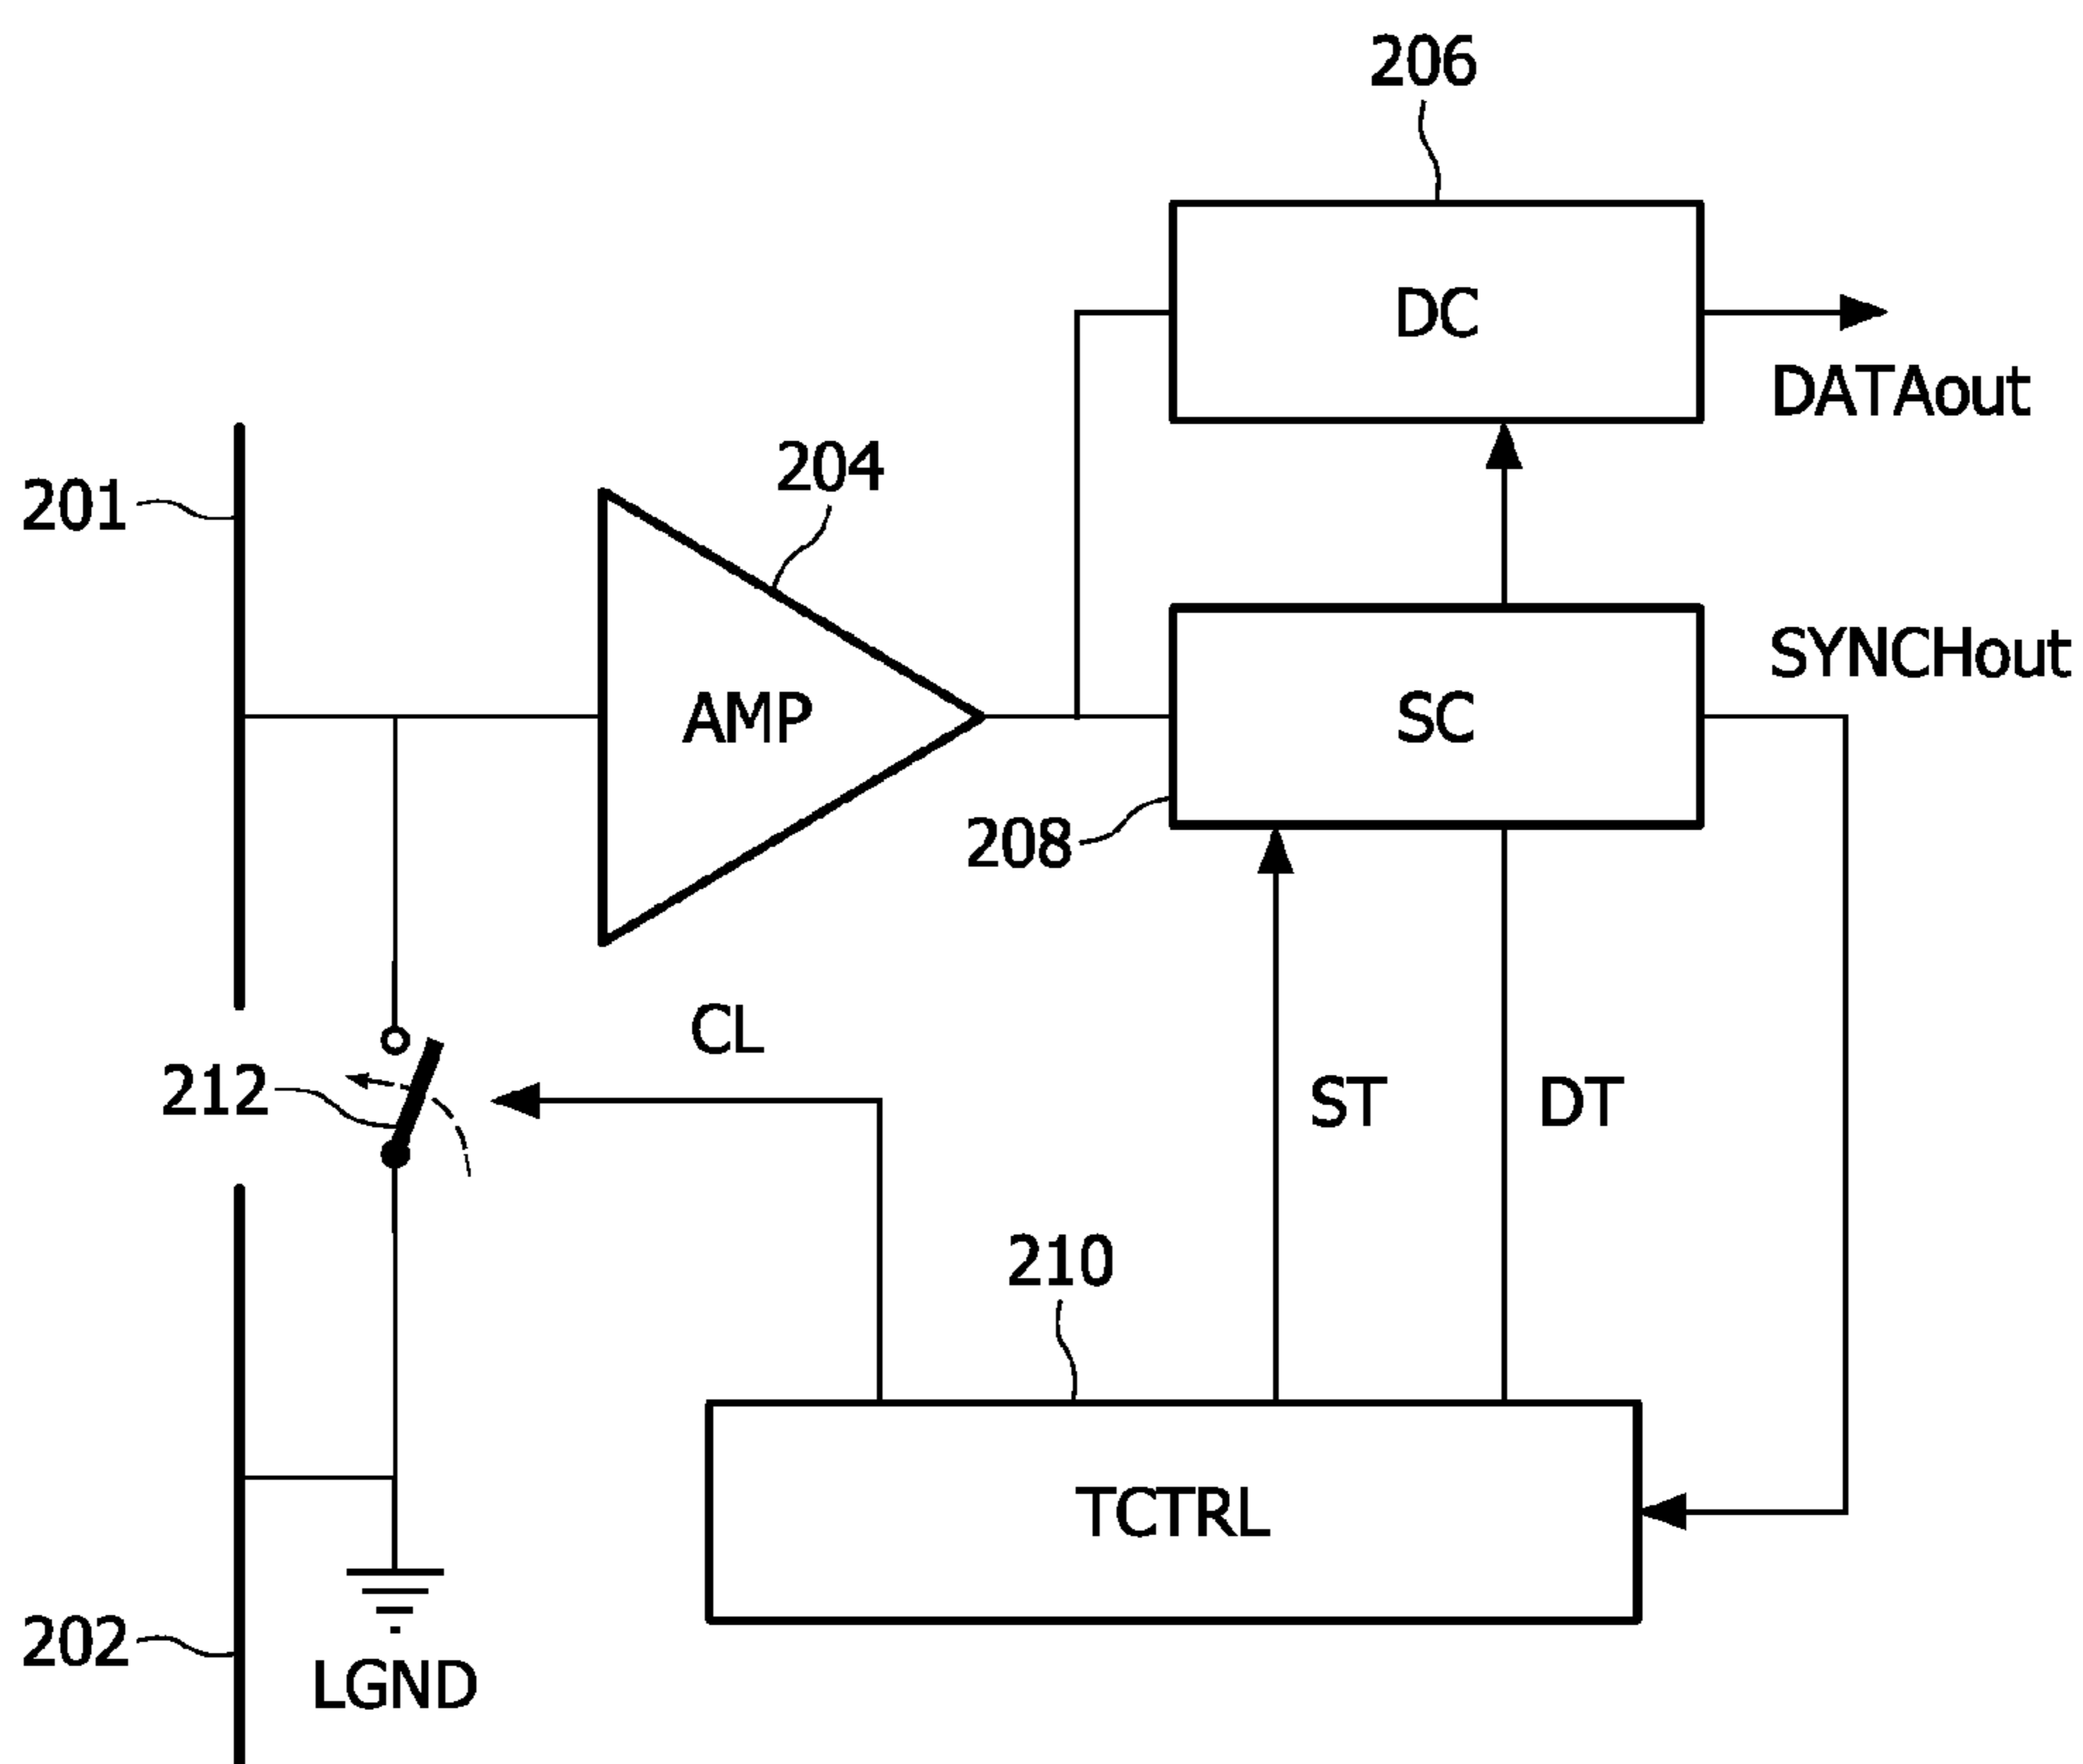 206
DC
DATAout
204
201
AMP
SC
SYNCHout
208
CL
212
ST
DT
210
TCTRL
202
LGND